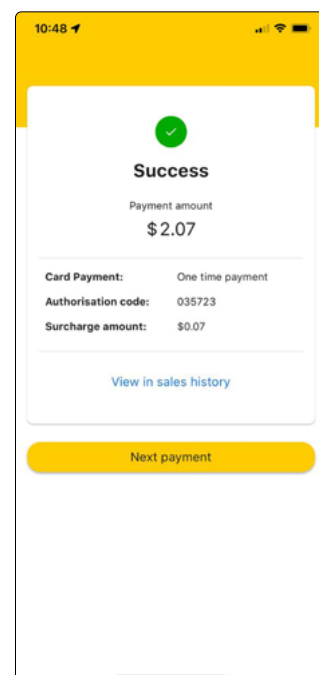 10:48
Success
Payment amount
$2.07
Card Payment: One time payment
Authorisation code: 035723
Surcharge amount: $0.07
View in sales history
Next payment